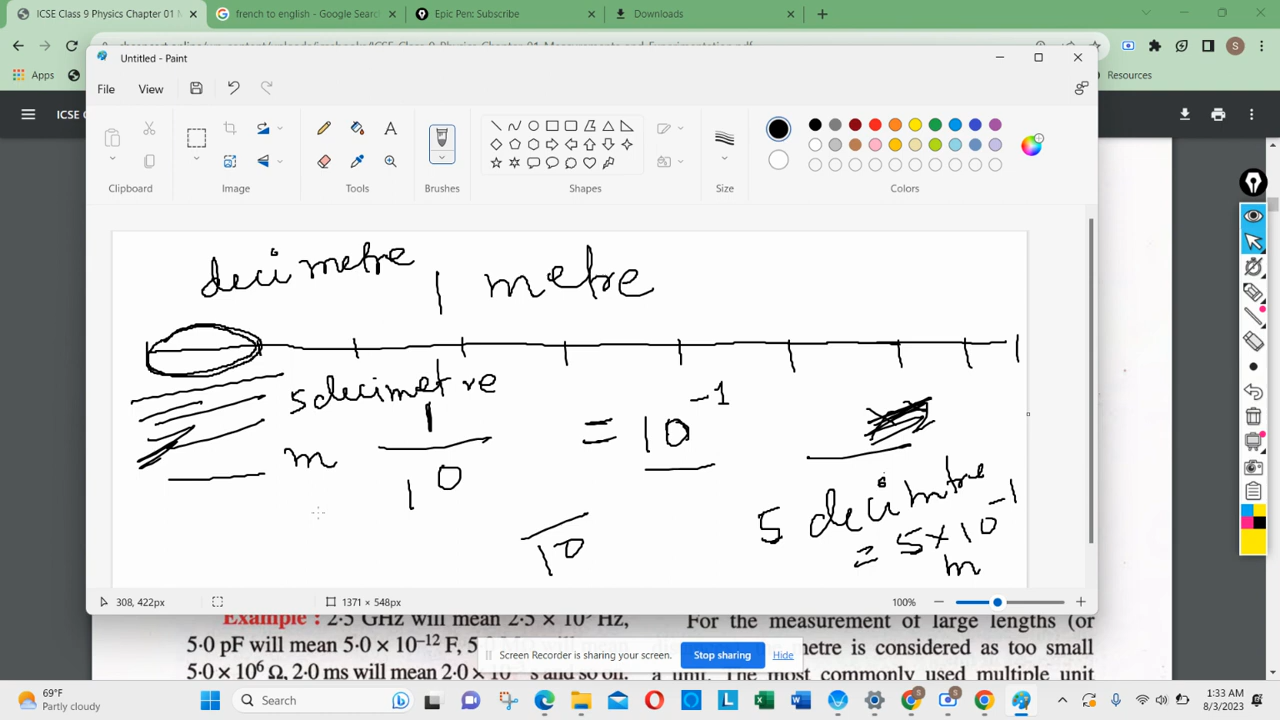 ICSE Class 9 Physics Chapter 01 M
french to english - Google Search
Epic Pen: Subscribe
Downloads
Apps
Resources
ICSE C
Untitled - Paint
File View
Clipboard
Image
Tools
Brushes
Shapes
Size
Colors
decimetre 1 metre
5 decimetre
m 1/10 = 10⁻¹
10
5 decimtre
= 5 x 10⁻¹
m
308, 422px
1371 × 548px
100%
Example : 2·5 GHz will mean 2·5 × 10⁹ Hz,
5·0 pF will mean 5·0 × 10⁻¹² F, 5
5·0 × 10⁶ Ω, 2·0 ms will mean 2·0 and so on.
For the measurement of large lengths (or
metre is considered as too small
a unit. The most commonly used multiple unit
Screen Recorder is sharing your screen.
Stop sharing
Hide
69°F
Partly cloudy
Search
1:33 AM
8/3/2023